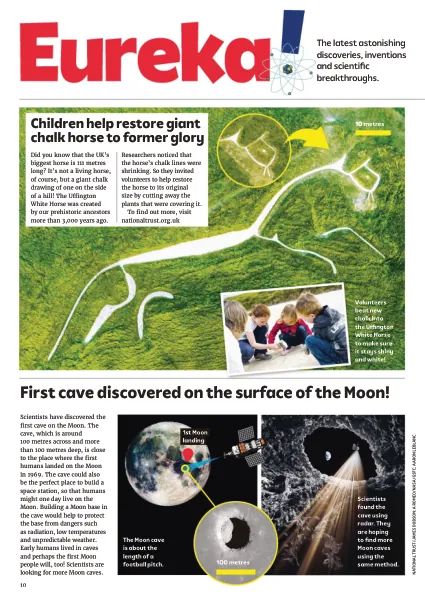 Eureka!
The latest astonishing
discoveries, inventions
and scientific
breakthroughs.
Children help restore giant
chalk horse to former glory
Did you know that the UK's
biggest horse is 111 metres
long? It's not a living horse,
of course, but a giant chalk
drawing of one on the side
of a hill! The Uffington
White Horse was created
by our prehistoric ancestors
more than 3,000 years ago.
Researchers noticed that
the horse's chalk lines were
shrinking. So they invited
volunteers to help restore
the horse to its original
size by cutting away the
plants that were covering it.
To find out more, visit
nationaltrust.org.uk
10 metres
Volunteers
beat new
chalk into
the Uffington
White Horse
to make sure
it stays shiny
and white!
First cave discovered on the surface of the Moon!
Scientists have discovered the
first cave on the Moon. The
cave, which is around
100 metres across and more
than 100 metres deep, is close
to the place where the first
humans landed on the Moon
in 1969. The cave could also
be the perfect place to build a
space station, so that humans
might one day live on the
Moon. Building a Moon base in
the cave would help to protect
the base from dangers such
as radiation, low temperatures
and unpredictable weather.
Early humans lived in caves
and perhaps the first Moon
people will, too! Scientists are
looking for more Moon caves.
1st Moon
landing
The Moon cave
is about the
length of a
football pitch.
100 metres
Scientists
found the
cave using
radar. They
are hoping
to find more
Moon caves
using the
same method.
10